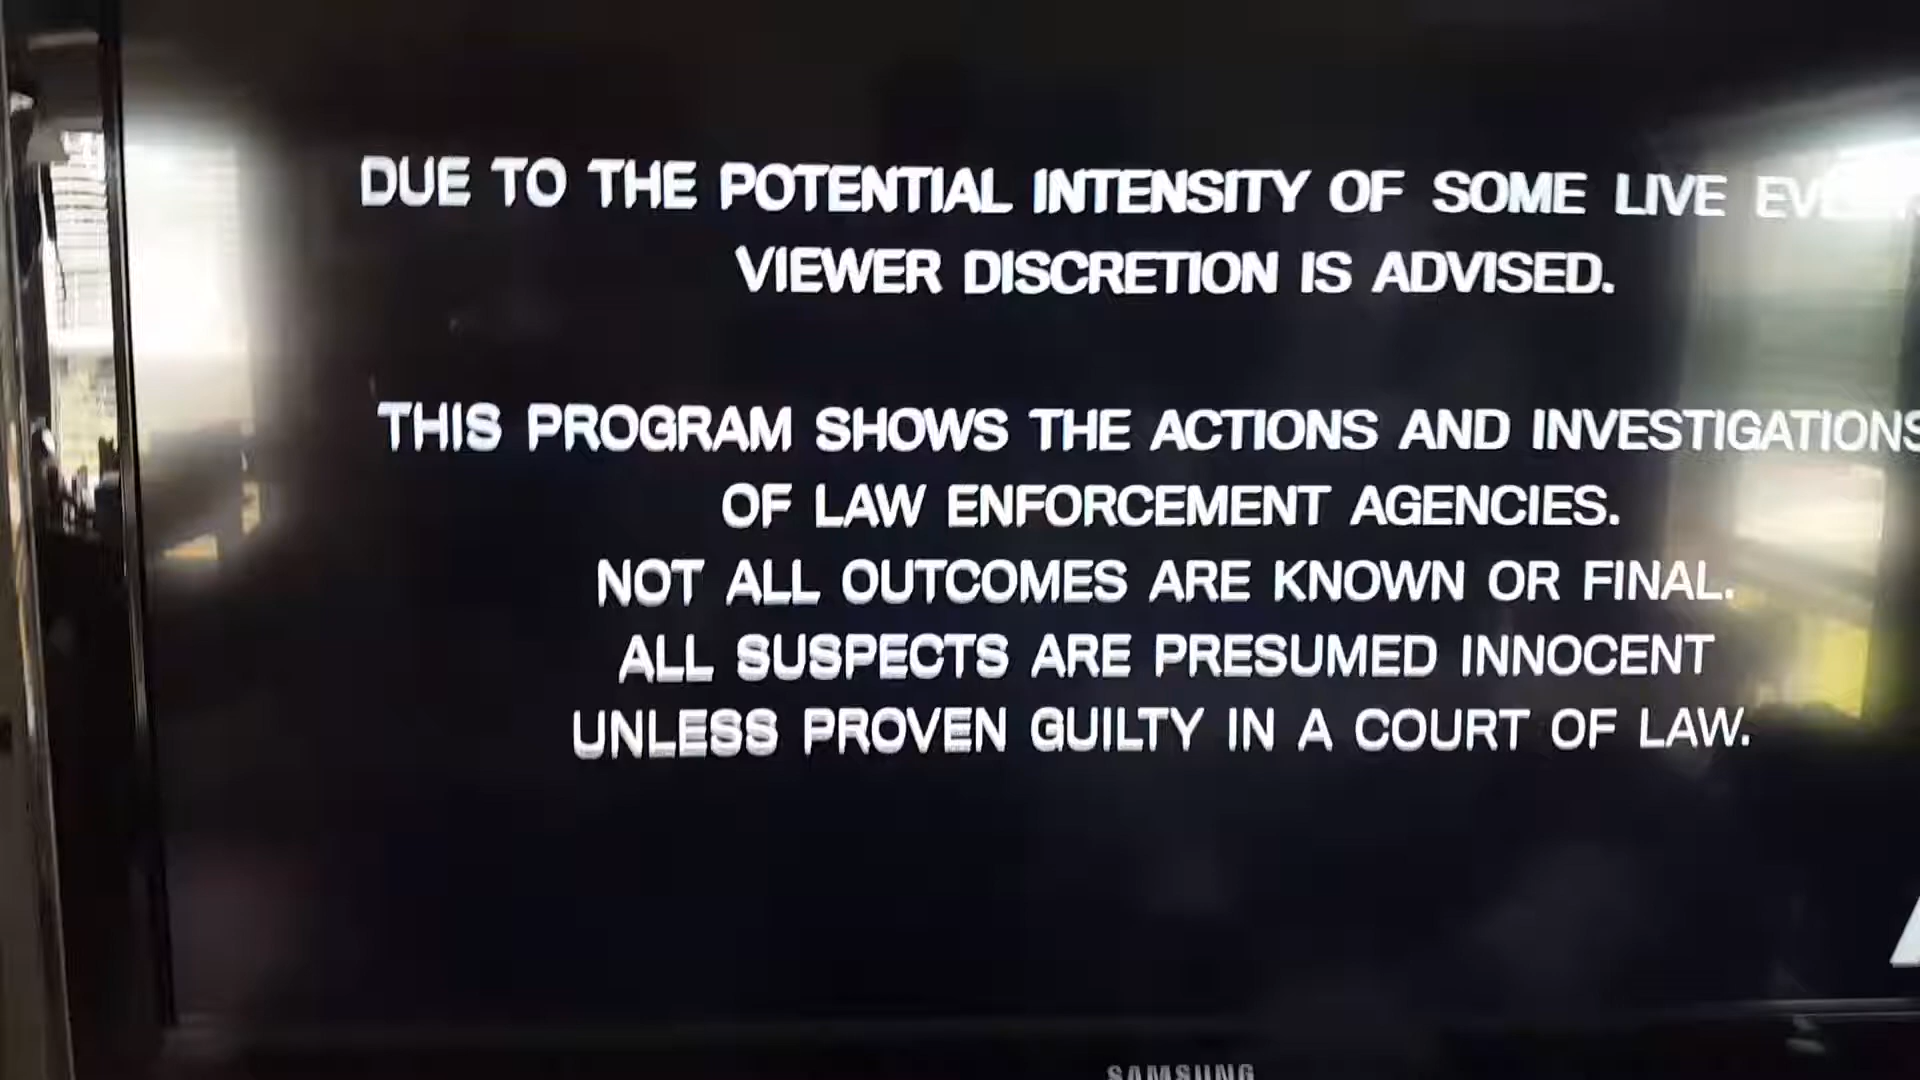 DUE TO THE POTENTIAL INTENSITY OF SOME LIVE
VIEWER DISCRETION IS ADVISED.
THIS PROGRAM SHOWS THE ACTIONS AND INVESTIGATIONS
OF LAW ENFORCEMENT AGENCIES.
NOT ALL OUTCOMES ARE KNOWN OR FINAL.
ALL SUSPECTS ARE PRESUMED INNOCENT
UNLESS PROVEN GUILTY IN A COURT OF LAW.
SAMSUNG